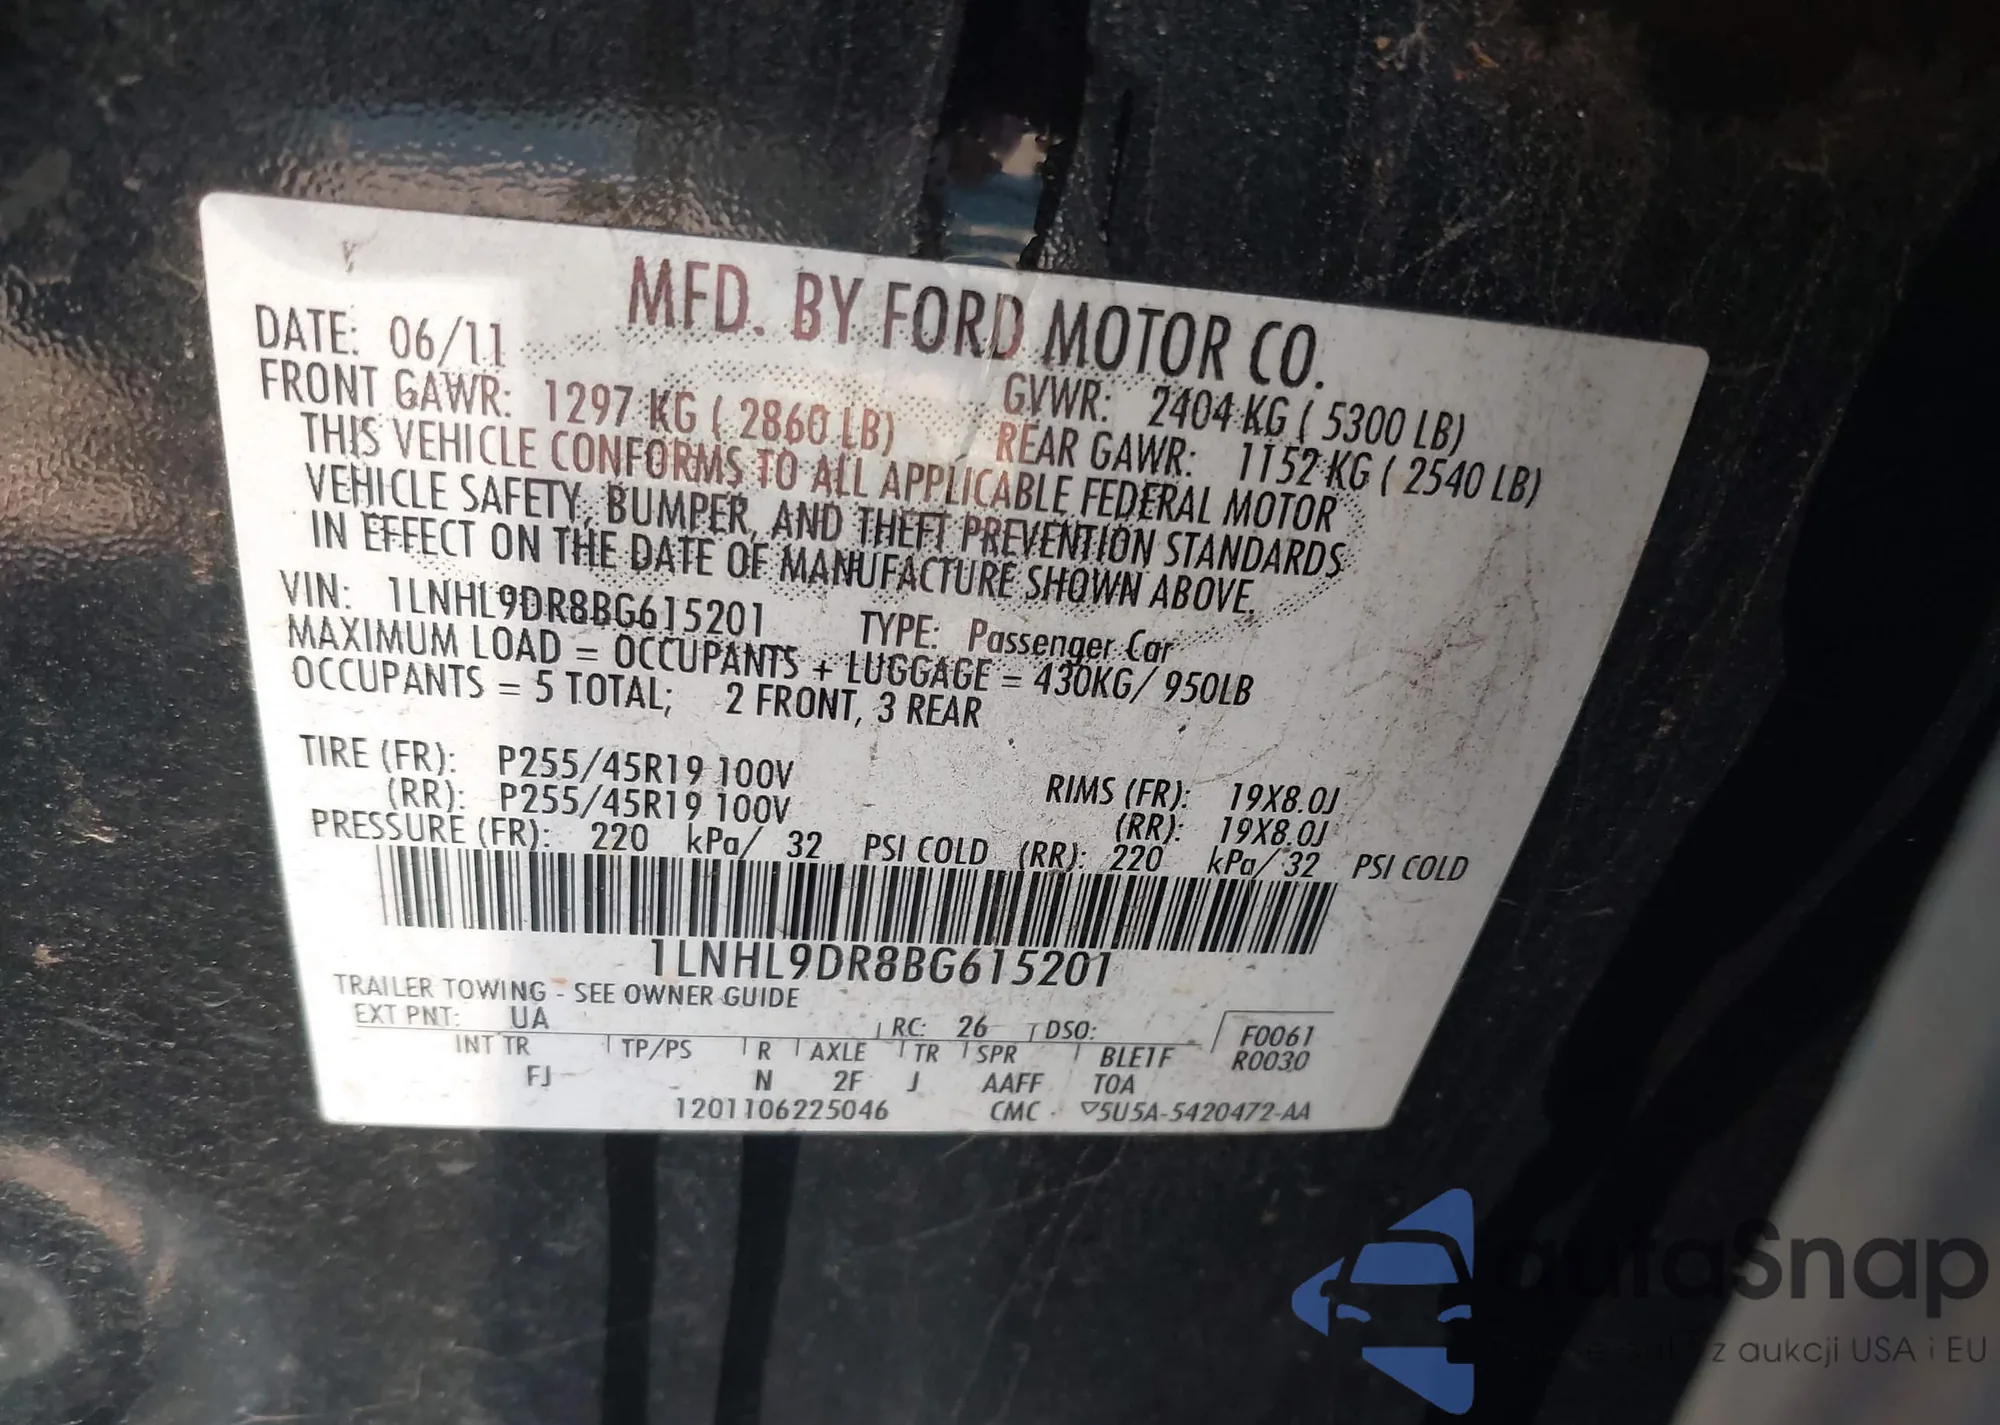 MFD. BY FORD MOTOR CO.
DATE: 06/11
GVWR: 2404 KG ( 5300 LB)
FRONT GAWR: 1297 KG ( 2860 LB)
REAR GAWR: 1152 KG ( 2540 LB)
THIS VEHICLE CONFORMS TO ALL APPLICABLE FEDERAL MOTOR
VEHICLE SAFETY, BUMPER, AND THEFT PREVENTION STANDARDS
IN EFFECT ON THE DATE OF MANUFACTURE SHOWN ABOVE.
VIN: 1LNHL9DR8BG615201
TYPE: Passenger Car
MAXIMUM LOAD = OCCUPANTS + LUGGAGE = 430KG/ 950LB
OCCUPANTS = 5 TOTAL; 2 FRONT, 3 REAR
TIRE (FR): P255/45R19 100V
RIMS (FR): 19X8.0J
(RR): P255/45R19 100V
(RR): 19X8.0J
PRESSURE (FR): 220 kPa/ 32 PSI COLD (RR): 220 kPa/ 32 PSI COLD
1LNHL9DR8BG615201
TRAILER TOWING - SEE OWNER GUIDE
EXT PNT: UA RC: 26 DSO: F0061
INT TR TP/PS R AXLE TR SPR BLE1F R0030
FJ N 2F J AAFF TOA
1201106225046 CMC ▽5U5A-5420472-AA
autaSnap
z aukcji USA i EU